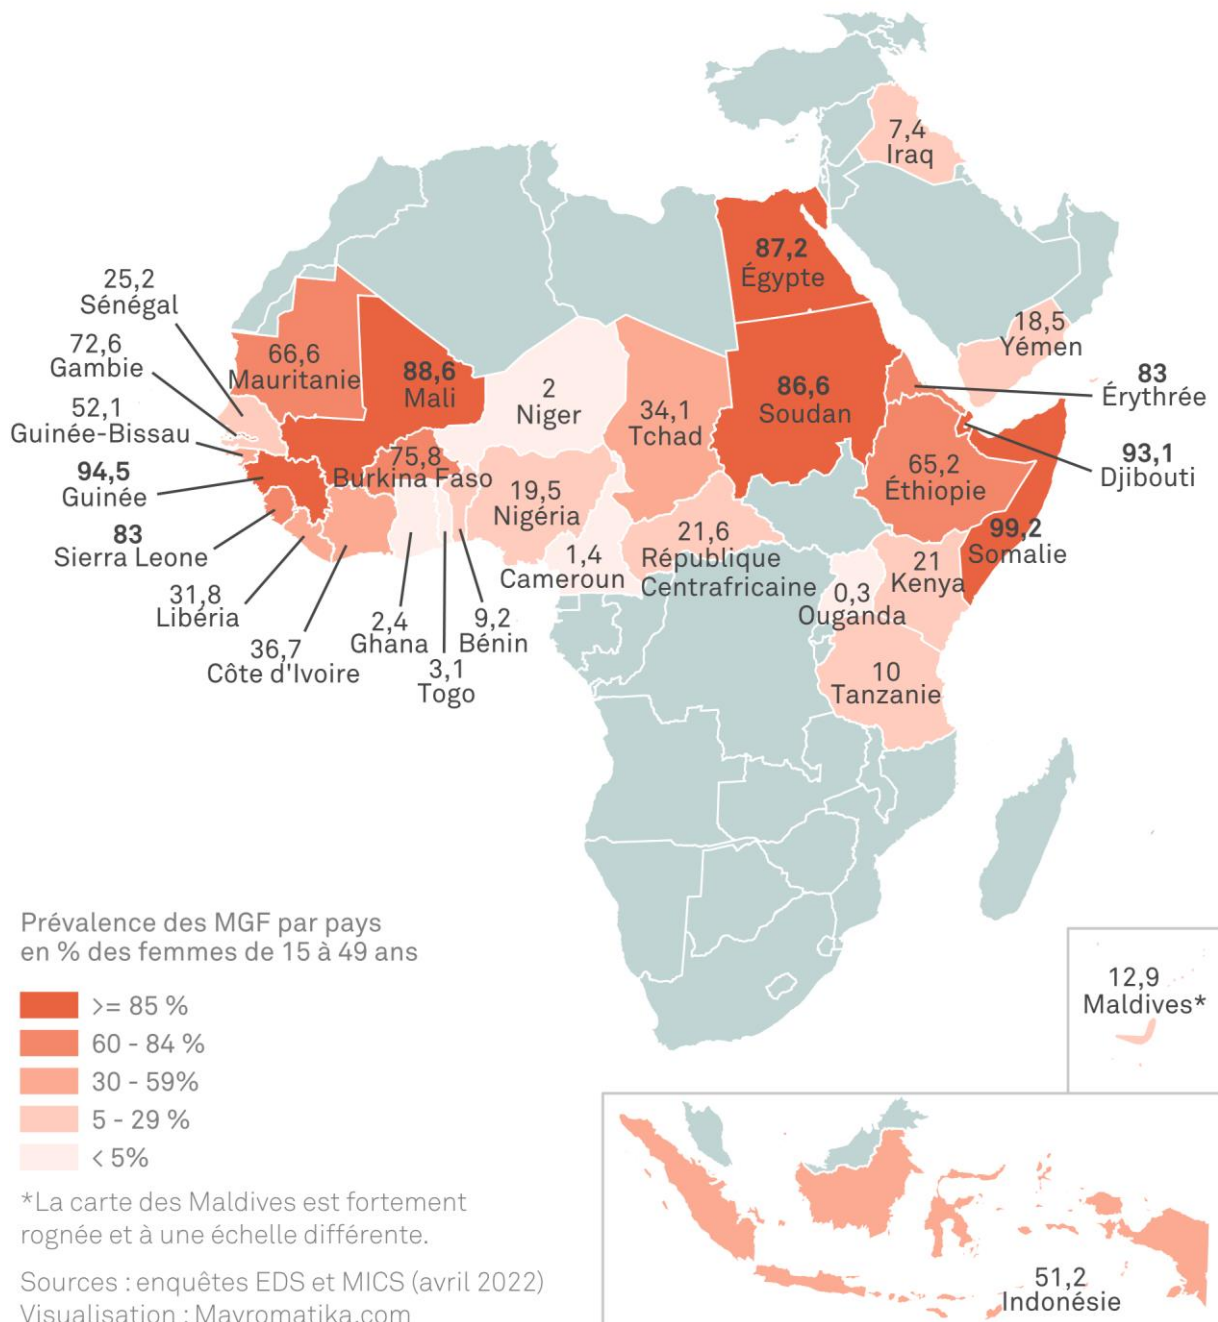 7,4
Iraq
87,2
Égypte
25,2
Sénégal
72,6
Gambie
52,1
Guinée-Bissau
94,5
Guinée
83
Sierra Leone
31,8
Libéria
36,7
Côte d'Ivoire
2,4
Ghana
3,1
Togo
9,2
Bénin
66,6
Mauritanie
88,6
Mali
75,8
Burkina Faso
2
Niger
19,5
Nigéria
1,4
Cameroun
34,1
Tchad
21,6
République
Centrafricaine
86,6
Soudan
18,5
Yémen
83
Érythrée
93,1
Djibouti
65,2
Éthiopie
99,2
Somalie
21
Kenya
0,3
Ouganda
10
Tanzanie
Prévalence des MGF par pays
en % des femmes de 15 à 49 ans
>= 85 %
60 - 84 %
30 - 59%
5 - 29 %
< 5%
*La carte des Maldives est fortement
rognée et à une échelle différente.
Sources : enquêtes EDS et MICS (avril 2022)
Visualisation : Mavromatika.com
12,9
Maldives*
51,2
Indonésie